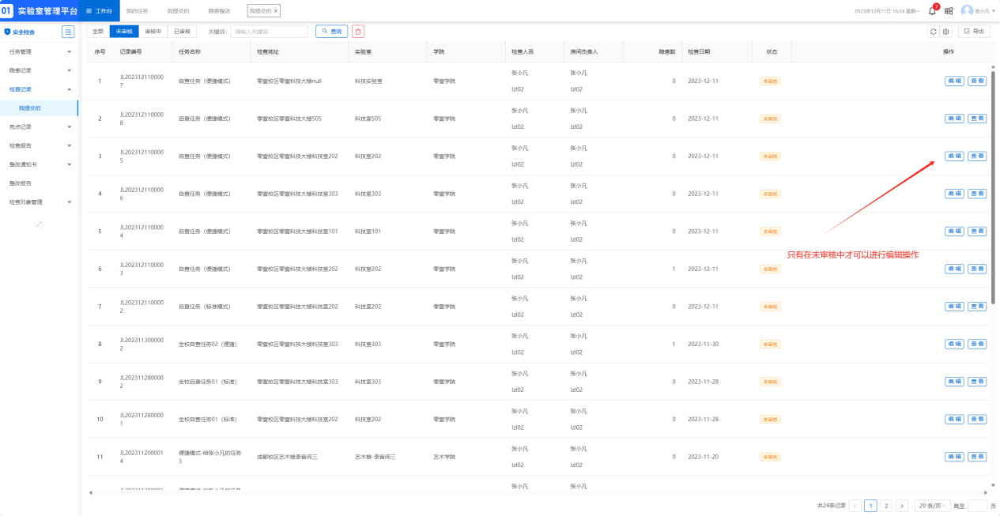 01 实验室管理平台 工作台 我的任务 我提交的 隐患整改 我提交的 × 2023年12月11日 16:34 星期一 7 张小凡
安全检查 全部 未审核 审核中 已审核 关键词: 请输入关键词 查询 导出
任务管理
隐患记录
检查记录
我提交的
亮点记录
检查报告
整改通知书
整改报告
检查对象管理
序号 记录编号 任务名称 检查地址 实验室 学院 检查人员 房间负责人 隐患数 检查日期 状态 操作
1 JL2023121100007 自查任务（便捷模式） 零壹校区零壹科技大楼null 科技实验室 零壹学院 张小凡 lzl02 张小凡 lzl02 0 2023-12-11 未审核 编辑 查看
2 JL2023121100008 自查任务（便捷模式） 零壹校区零壹科技大楼505 科技室505 零壹学院 张小凡 lzl02 张小凡 lzl02 0 2023-12-11 未审核 编辑 查看
3 JL2023121100005 自查任务（便捷模式） 零壹校区零壹科技大楼科技室202 科技室202 零壹学院 张小凡 lzl02 张小凡 lzl02 0 2023-12-11 未审核 编辑 查看
4 JL2023121100006 自查任务（便捷模式） 零壹校区零壹科技大楼科技室303 科技室303 零壹学院 张小凡 lzl02 张小凡 lzl02 0 2023-12-11 未审核 编辑 查看
5 JL2023121100004 自查任务（便捷模式） 零壹校区零壹科技大楼科技室101 科技室101 零壹学院 张小凡 lzl02 张小凡 lzl02 0 2023-12-11 未审核 编辑 查看
只有在未审核中才可以进行编辑操作
6 JL2023121100003 自查任务（便捷模式） 零壹校区零壹科技大楼科技室202 科技室202 零壹学院 张小凡 lzl02 张小凡 lzl02 1 2023-12-11 未审核 编辑 查看
7 JL2023121100002 自查任务（标准模式） 零壹校区零壹科技大楼科技室202 科技室202 零壹学院 张小凡 lzl02 张小凡 lzl02 0 2023-12-11 未审核 编辑 查看
8 JL2023113000002 全校自查任务02（便捷） 零壹校区零壹科技大楼科技室303 科技室303 零壹学院 张小凡 lzl02 张小凡 lzl02 1 2023-11-30 未审核 编辑 查看
9 JL2023112800002 全校自查任务01（标准） 零壹校区零壹科技大楼科技室303 科技室303 零壹学院 张小凡 lzl02 张小凡 lzl02 0 2023-11-28 未审核 编辑 查看
10 JL2023112800001 全校自查任务01（标准） 零壹校区零壹科技大楼科技室202 科技室202 零壹学院 张小凡 lzl02 张小凡 lzl02 0 2023-11-28 未审核 编辑 查看
11 JL2023112000014 便捷模式-给张小凡的任务3 成都校区艺术楼录音间三 艺术楼-录音间三 艺术学院 张小凡 lzl02 张小凡 lzl02 0 2023-11-20 未审核 编辑 查看
张小凡 张小凡
共24条记录 < 1 2 > 20 条/页 跳至 页